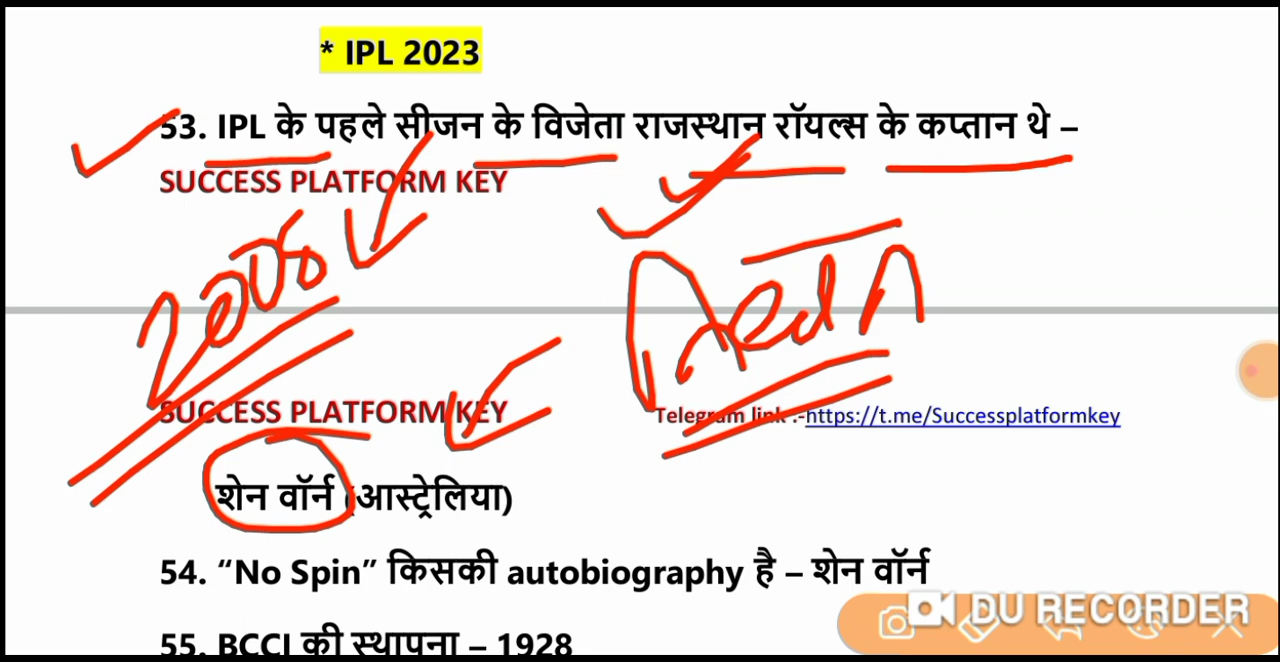 * IPL 2023
53. IPL के पहले सीजन के विजेता राजस्थान रॉयल्स के कप्तान थे –
SUCCESS PLATFORM KEY
2008
SUCCESS PLATFORM KEY
Telegram link :-https://t.me/Successplatformkey
शेन वॉर्न (आस्ट्रेलिया)
54. “No Spin” किसकी autobiography है – शेन वॉर्न
DU RECORDER
55. BCCI की स्थापना – 1928